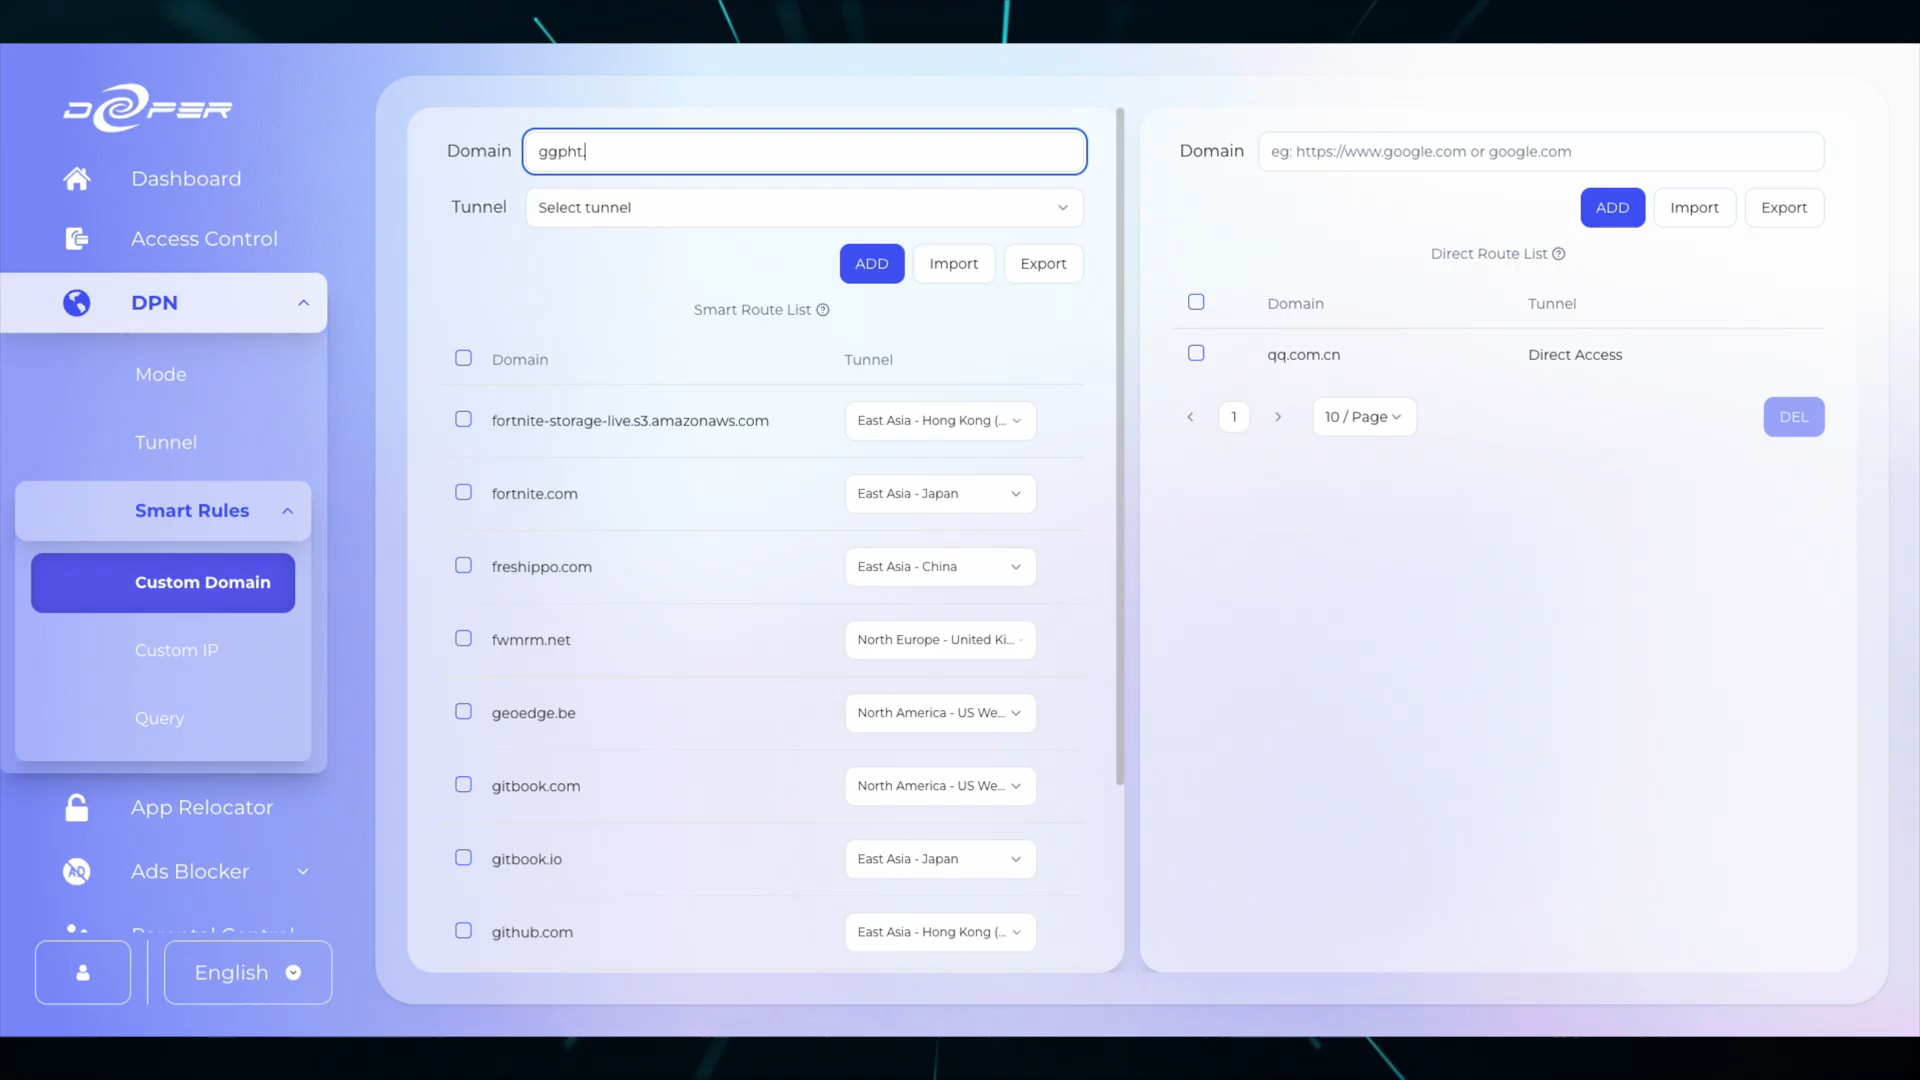 DEEPER
Dashboard
Access Control
DPN
Mode
Tunnel
Smart Rules
Custom Domain
Custom IP
Query
App Relocator
Ads Blocker
Parental Control
English
Domain
ggpht.
Tunnel
Select tunnel
ADD
Import
Export
Smart Route List
Domain Tunnel
fortnite-storage-live.s3.amazonaws.com East Asia - Hong Kong (...
fortnite.com East Asia - Japan
freshippo.com East Asia - China
fwmrm.net North Europe - United Ki...
geoedge.be North America - US We...
gitbook.com North America - US We...
gitbook.io East Asia - Japan
github.com East Asia - Hong Kong (...
Domain
eg: https://www.google.com or google.com
ADD
Import
Export
Direct Route List
Domain Tunnel
qq.com.cn Direct Access
1
10 / Page
DEL